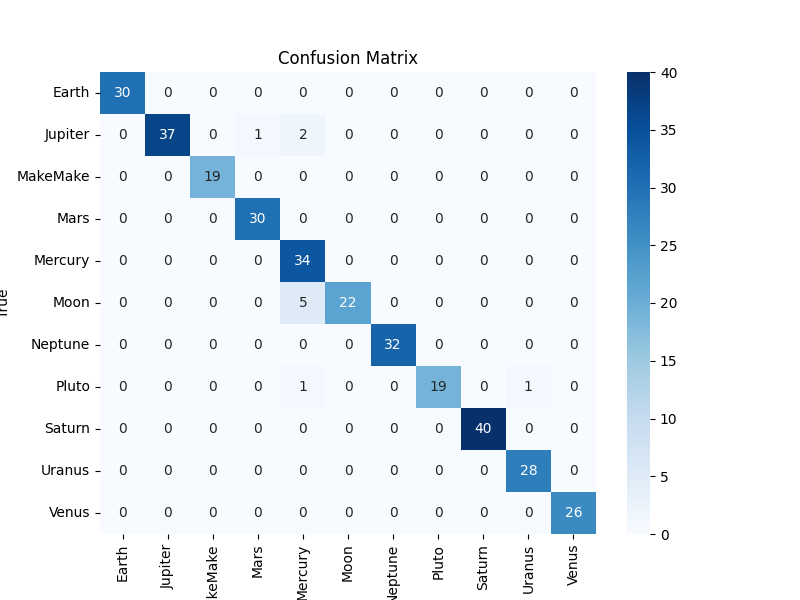 Confusion Matrix
Earth 30 0 0 0 0 0 0 0 0 0 0
Jupiter 0 37 0 1 2 0 0 0 0 0 0
MakeMake 0 0 19 0 0 0 0 0 0 0 0
Mars 0 0 0 30 0 0 0 0 0 0 0
Mercury 0 0 0 0 34 0 0 0 0 0 0
Moon 0 0 0 0 5 22 0 0 0 0 0
Neptune 0 0 0 0 0 0 32 0 0 0 0
Pluto 0 0 0 0 1 0 0 19 0 1 0
Saturn 0 0 0 0 0 0 0 0 40 0 0
Uranus 0 0 0 0 0 0 0 0 0 28 0
Venus 0 0 0 0 0 0 0 0 0 0 26
True
Earth Jupiter keMake Mars Mercury Moon Neptune Pluto Saturn Uranus Venus
40
35
30
25
20
15
10
5
0